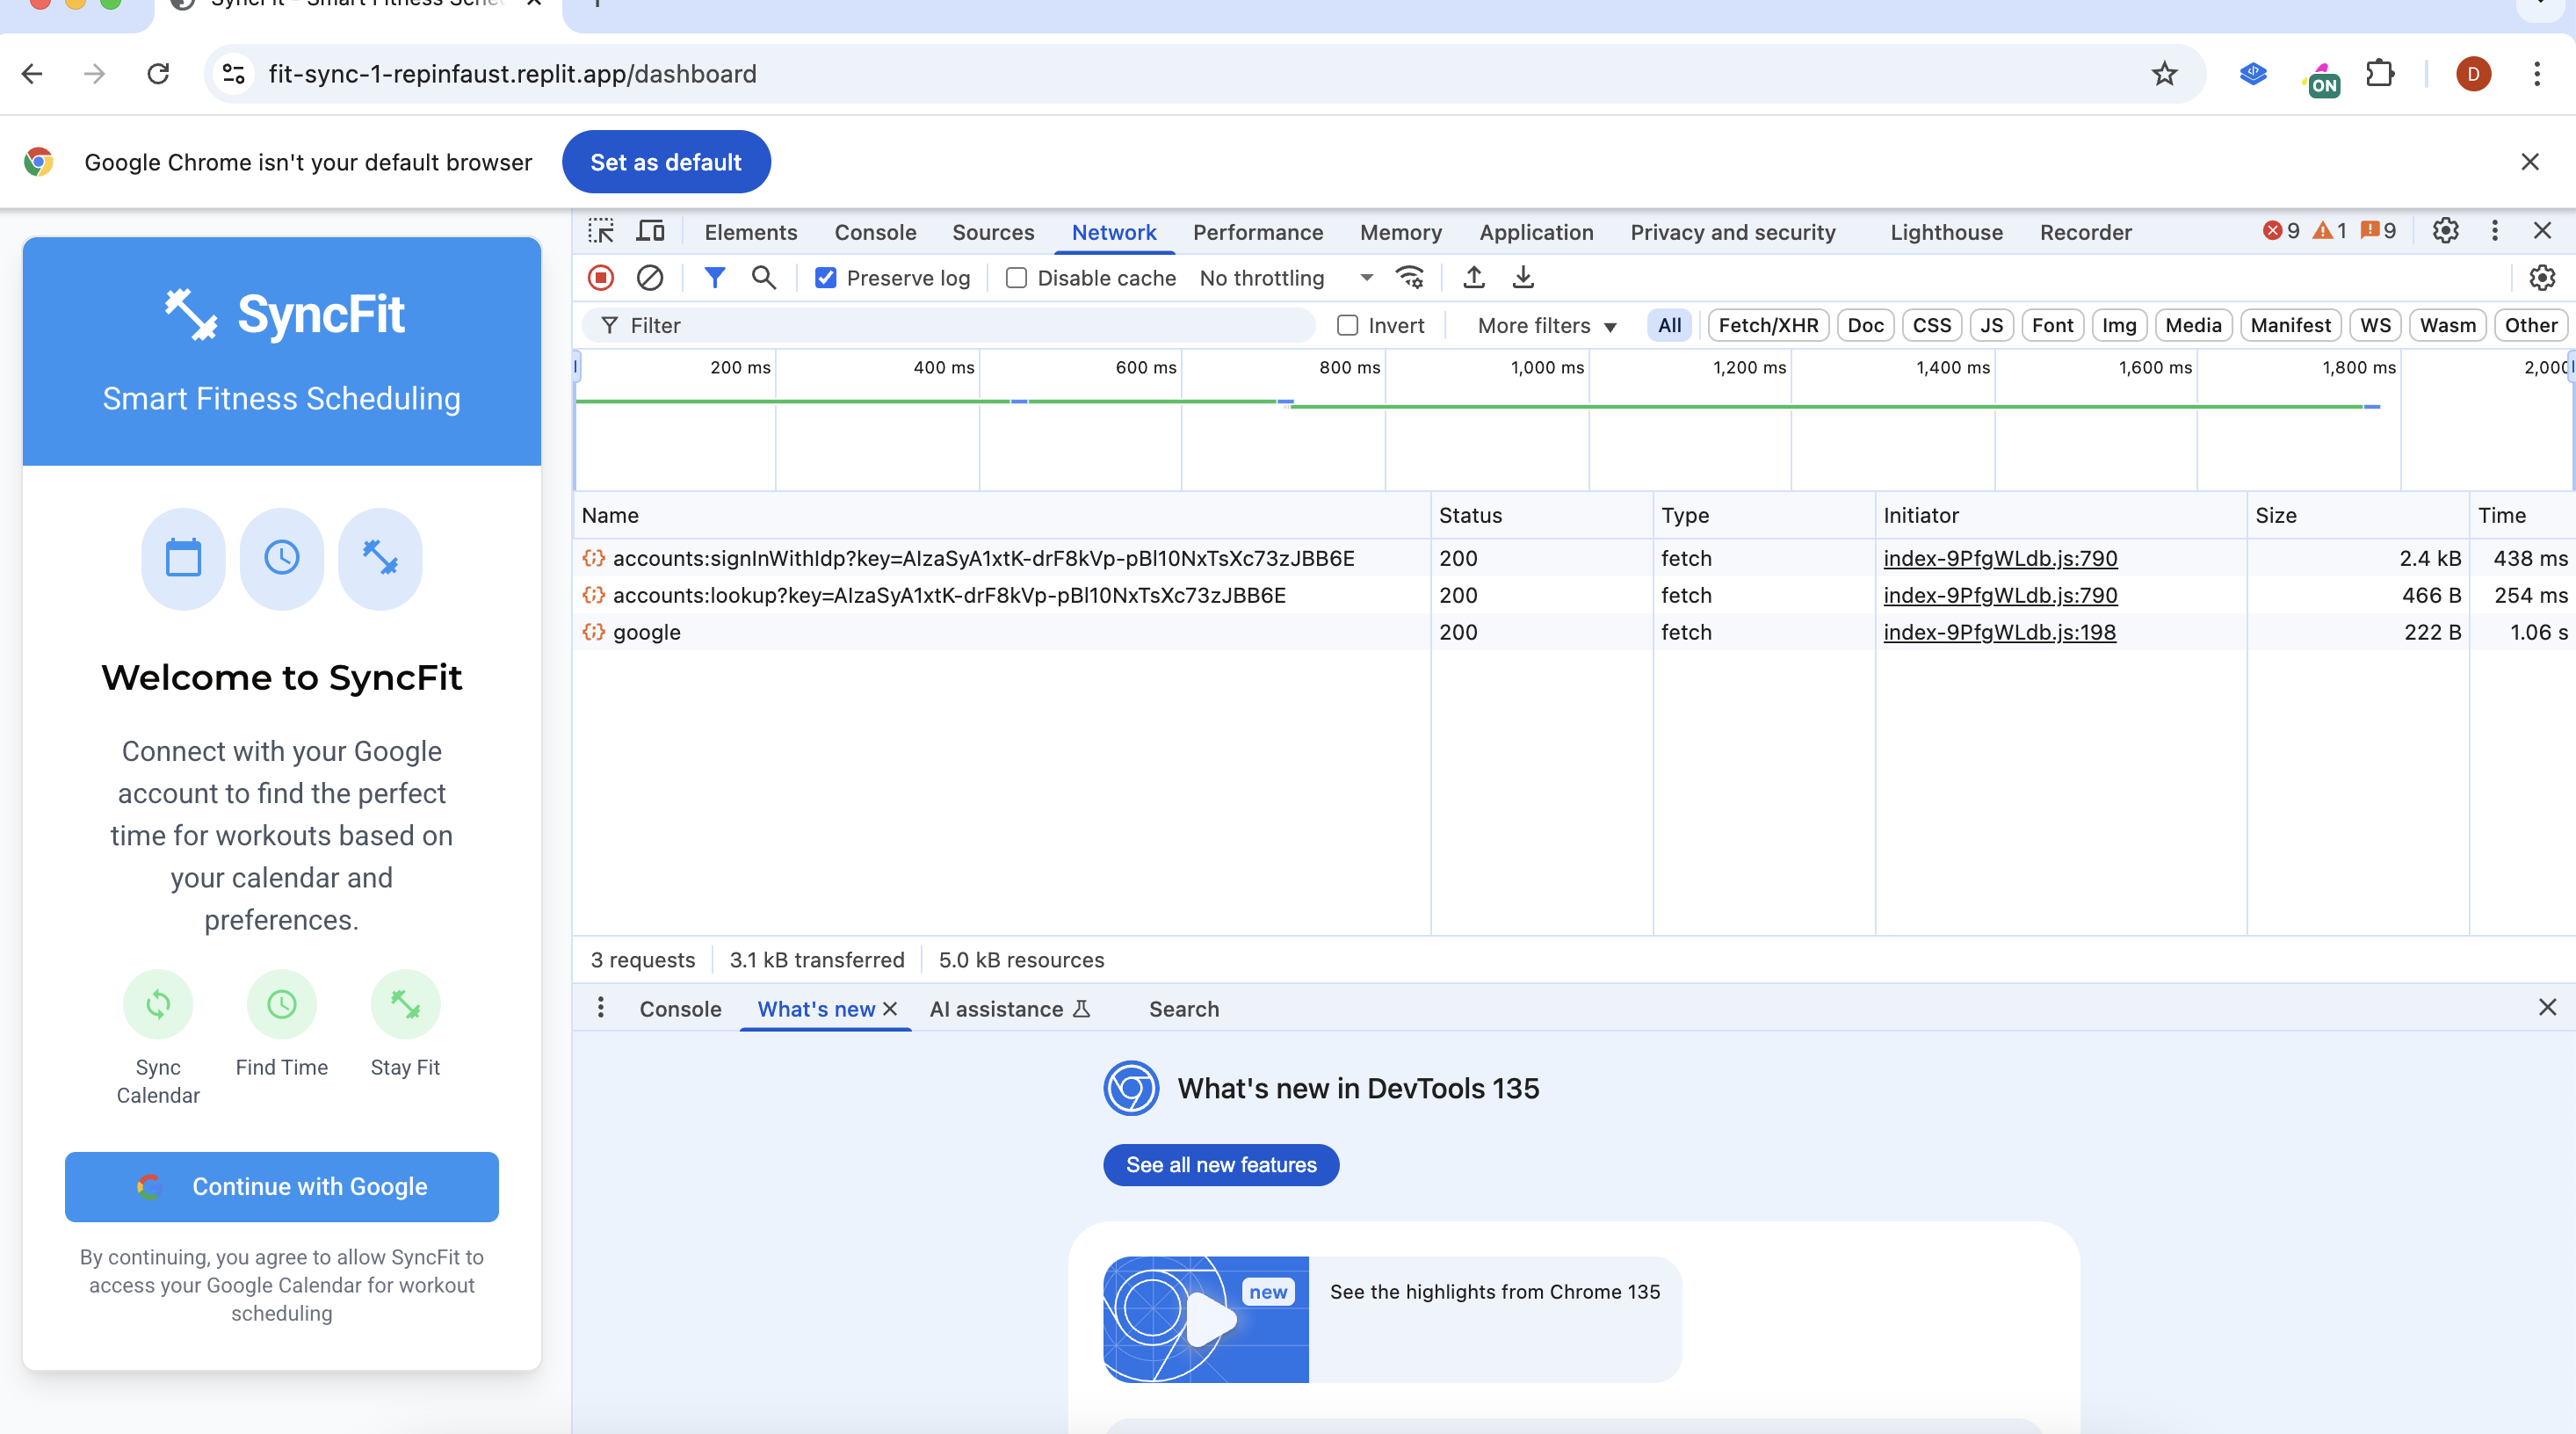 SyncFit - Smart Fitness Sched
fit-sync-1-repinfaust.replit.app/dashboard
ON
D
Google Chrome isn't your default browser
Set as default
SyncFit
Smart Fitness Scheduling
Welcome to SyncFit
Connect with your Google
account to find the perfect
time for workouts based on
your calendar and
preferences.
Sync
Calendar
Find Time
Stay Fit
Continue with Google
By continuing, you agree to allow SyncFit to
access your Google Calendar for workout
scheduling
Elements Console Sources Network Performance Memory Application Privacy and security Lighthouse Recorder 9 1 9
Preserve log Disable cache No throttling
Filter Invert More filters All Fetch/XHR Doc CSS JS Font Img Media Manifest WS Wasm Other
200 ms 400 ms 600 ms 800 ms 1,000 ms 1,200 ms 1,400 ms 1,600 ms 1,800 ms 2,000
Name Status Type Initiator Size Time
accounts:signInWithIdp?key=AIzaSyA1xtK-drF8kVp-pBl10NxTsXc73zJBB6E 200 fetch index-9PfgWLdb.js:790 2.4 kB 438 ms
accounts:lookup?key=AIzaSyA1xtK-drF8kVp-pBl10NxTsXc73zJBB6E 200 fetch index-9PfgWLdb.js:790 466 B 254 ms
google 200 fetch index-9PfgWLdb.js:198 222 B 1.06 s
3 requests 3.1 kB transferred 5.0 kB resources
Console What's new AI assistance Search
What's new in DevTools 135
See all new features
new
See the highlights from Chrome 135